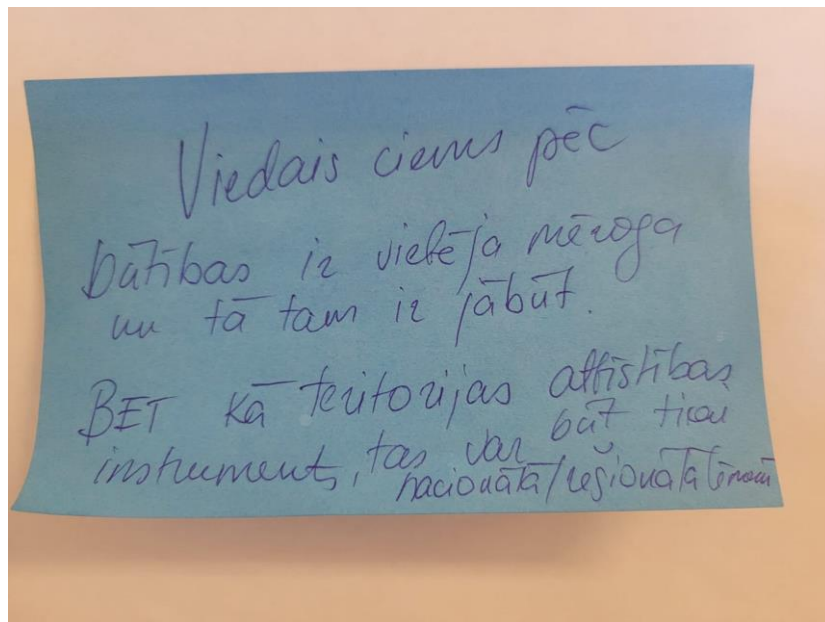 Viedais ciems pēc
būtības ir vietēja mēroga
un tā tam ir jābūt.
BET kā teritorijas attīstības
instruments, tas var būt tikai
nacionālā/reģionālā